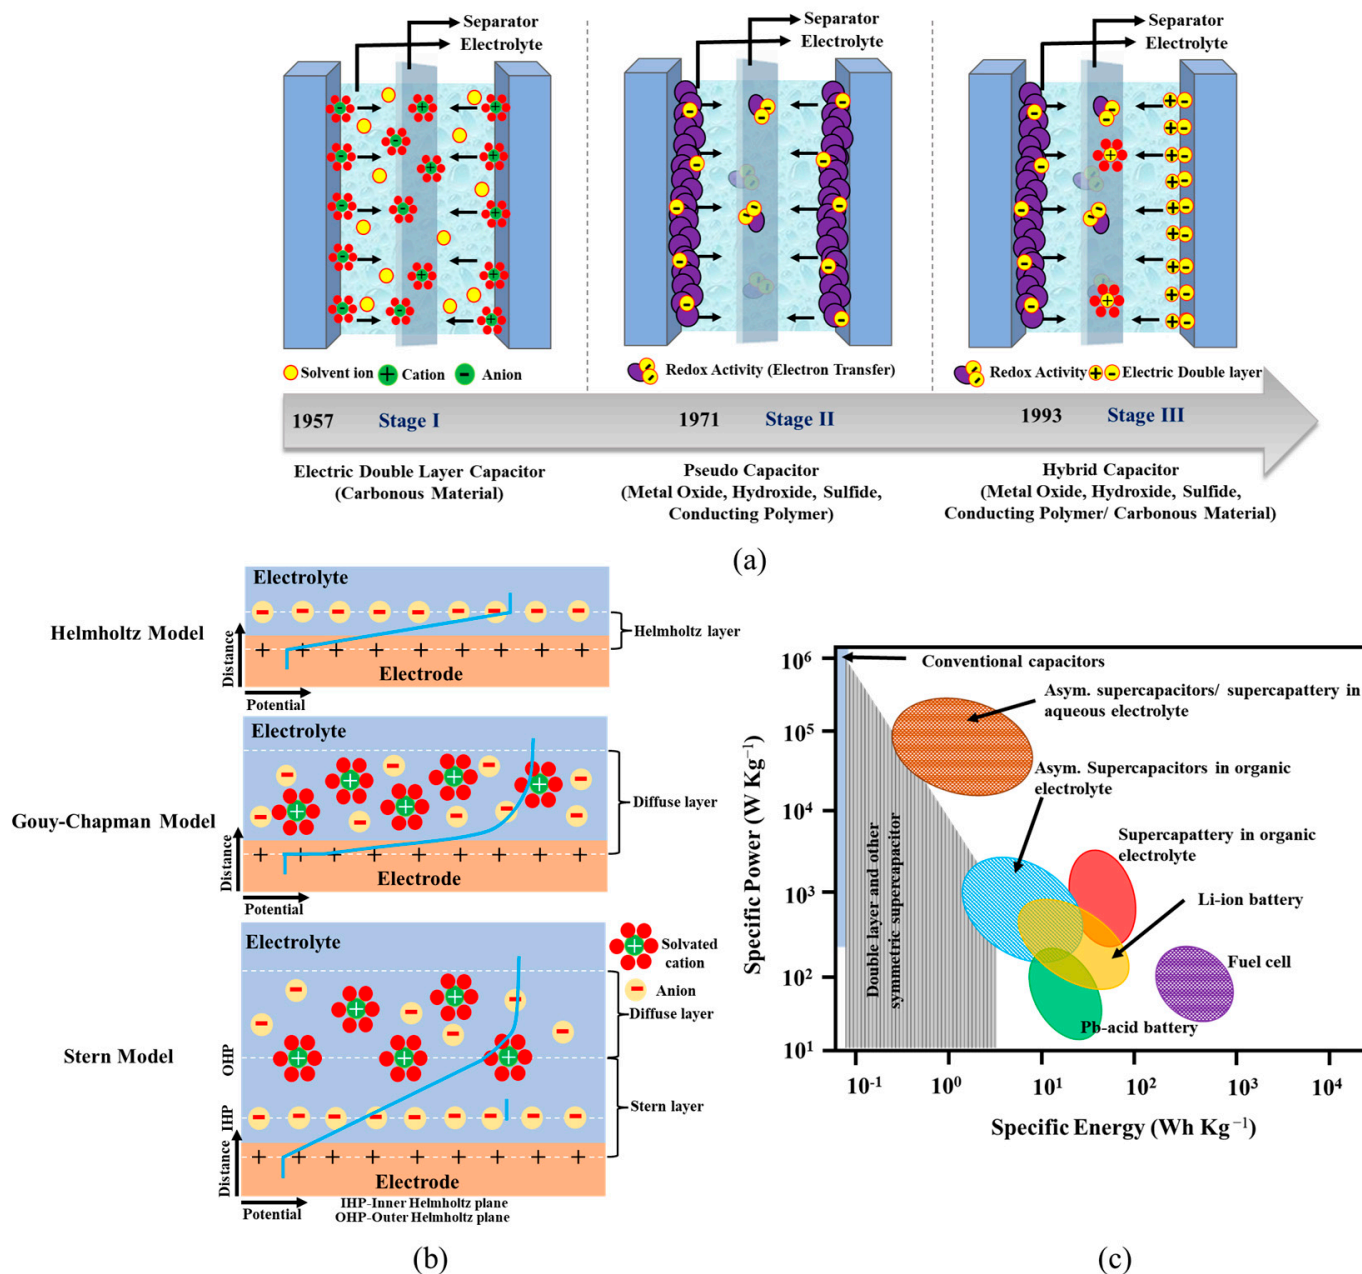 Separator
Electrolyte
Separator
Electrolyte
Separator
Electrolyte
Solvent ion
Cation
Anion
Redox Activity (Electron Transfer)
Redox Activity
Electric Double layer
1957 Stage I
1971 Stage II
1993 Stage III
Electric Double Layer Capacitor
(Carbonous Material)
Pseudo Capacitor
(Metal Oxide, Hydroxide, Sulfide,
Conducting Polymer)
Hybrid Capacitor
(Metal Oxide, Hydroxide, Sulfide,
Conducting Polymer/ Carbonous Material)
(a)
Helmholtz Model
Electrolyte
Helmholtz layer
Electrode
Distance
Potential
Gouy-Chapman Model
Electrolyte
Diffuse layer
Electrode
Distance
Potential
Stern Model
Electrolyte
Solvated
cation
Anion
Diffuse layer
OHP
IHP
Stern layer
Electrode
Distance
Potential
IHP-Inner Helmholtz plane
OHP-Outer Helmholtz plane
(b)
Specific Power (W Kg⁻¹)
10⁶
10⁵
10⁴
10³
10²
10¹
Conventional capacitors
Asym. supercapacitors/ supercapattery in
aqueous electrolyte
Asym. Supercapacitors in organic
electrolyte
Supercapattery in organic
electrolyte
Li-ion battery
Fuel cell
Pb-acid battery
Double layer and other
symmetric supercapacitor
10⁻¹ 10⁰ 10¹ 10² 10³ 10⁴
Specific Energy (Wh Kg⁻¹)
(c)